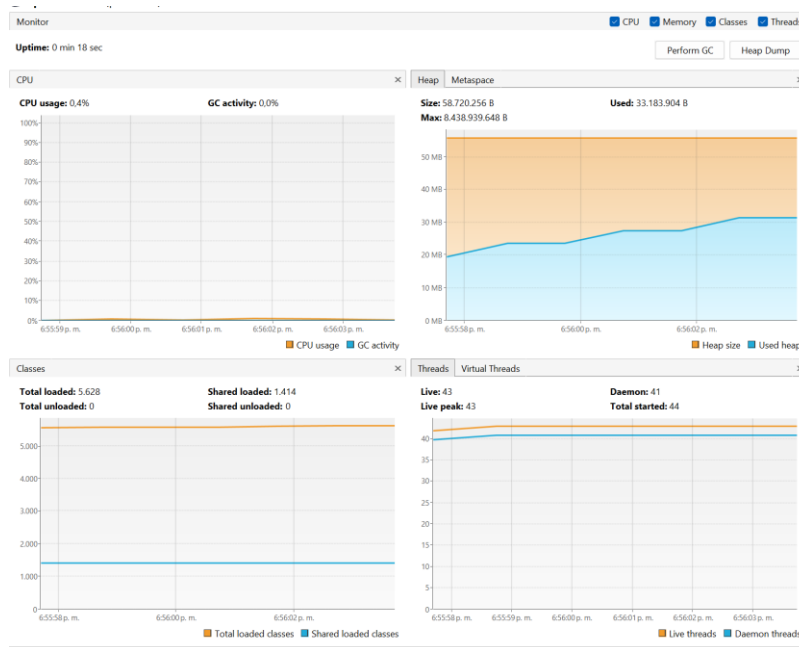 Monitor CPU Memory Classes Threads
Uptime: 0 min 18 sec
Perform GC Heap Dump
CPU ×
CPU usage: 0,4% GC activity: 0,0%
100%
90%
80%
70%
60%
50%
40%
30%
20%
10%
0%
6:55:59 p. m. 6:56:00 p. m. 6:56:01 p. m. 6:56:02 p. m. 6:56:03 p. m.
CPU usage GC activity
Heap Metaspace
Size: 58.720.256 B Used: 33.183.904 B
Max: 8.438.939.648 B
50 MB
40 MB
30 MB
20 MB
10 MB
0 MB
6:55:58 p. m. 6:56:00 p. m. 6:56:02 p. m.
Heap size Used heap
Classes ×
Total loaded: 5.628 Shared loaded: 1.414
Total unloaded: 0 Shared unloaded: 0
5.000
4.000
3.000
2.000
1.000
0
6:55:58 p. m. 6:56:00 p. m. 6:56:02 p. m.
Total loaded classes Shared loaded classes
Threads Virtual Threads
Live: 43 Daemon: 41
Live peak: 43 Total started: 44
40
35
30
25
20
15
10
5
0
6:55:58 p. m. 6:55:59 p. m. 6:56:00 p. m. 6:56:01 p. m. 6:56:02 p. m. 6:56:03 p. m.
Live threads Daemon threads